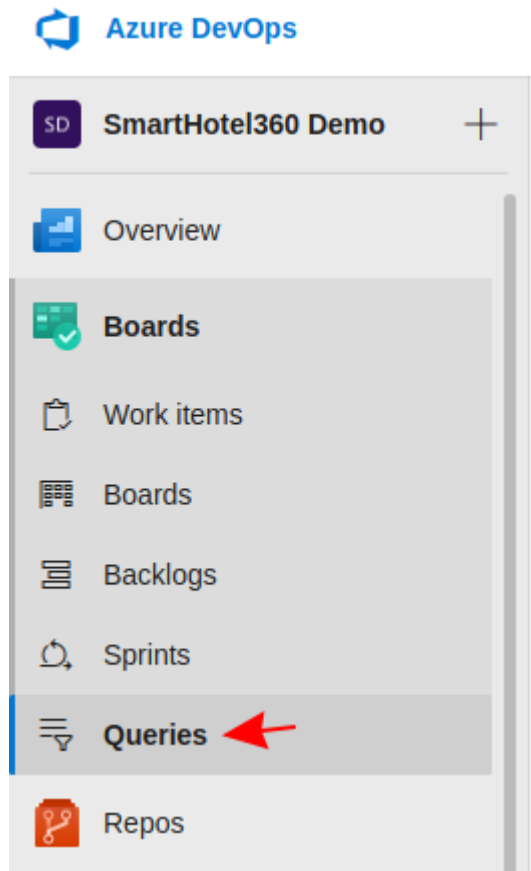 Azure DevOps
SD SmartHotel360 Demo
Overview
Boards
Work items
Boards
Backlogs
Sprints
Queries
Repos